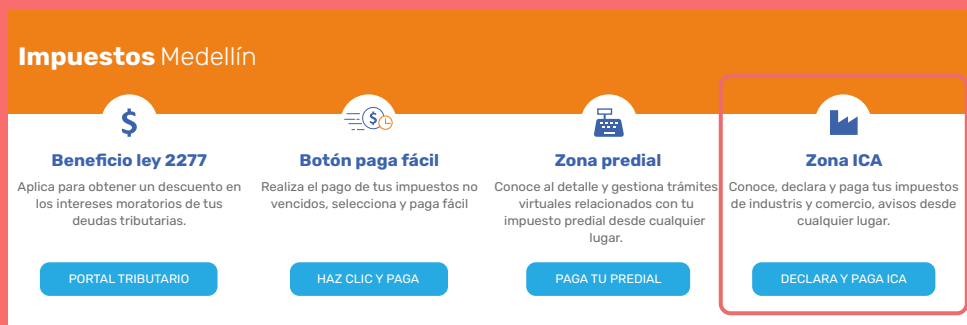 Impuestos Medellín
Beneficio ley 2277
Aplica para obtener un descuento en
los intereses moratorios de tus
deudas tributarias.
PORTAL TRIBUTARIO
Botón paga fácil
Realiza el pago de tus impuestos no
vencidos, selecciona y paga fácil
HAZ CLIC Y PAGA
Zona predial
Conoce al detalle y gestiona trámites
virtuales relacionados con tu
impuesto predial desde cualquier
lugar.
PAGA TU PREDIAL
Zona ICA
Conoce, declara y paga tus impuestos
de industris y comercio, avisos desde
cualquier lugar.
DECLARA Y PAGA ICA